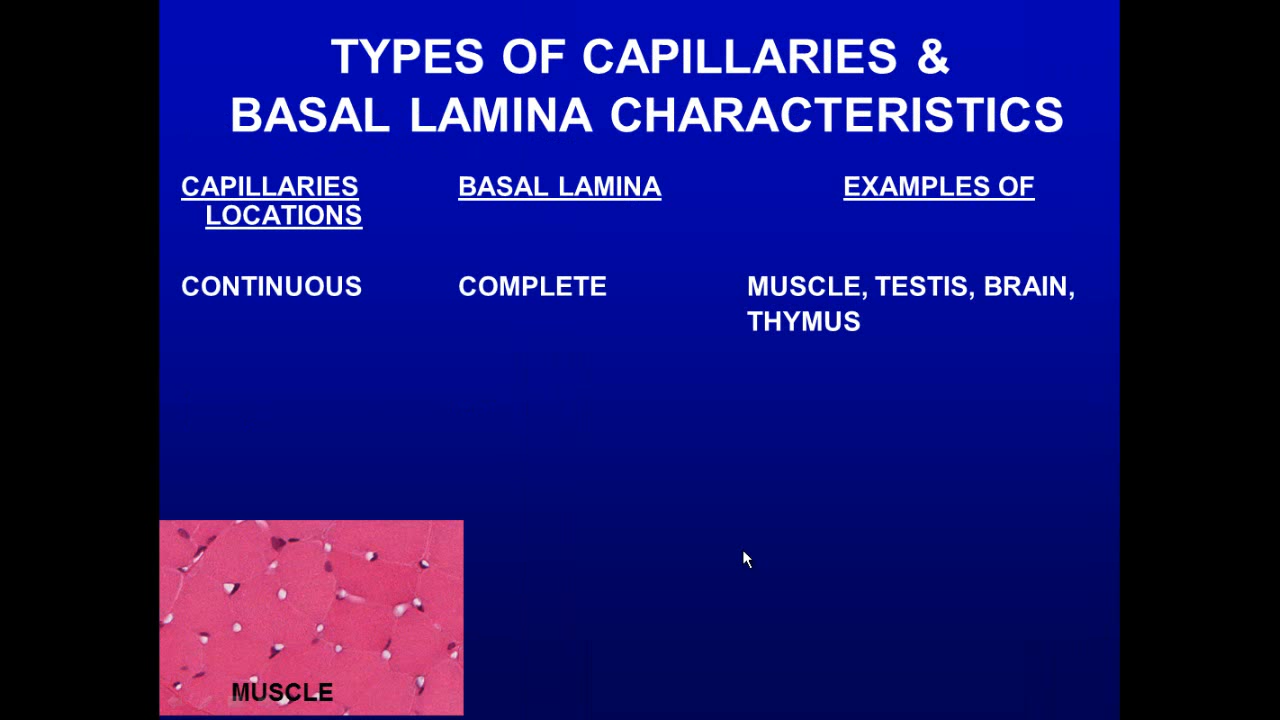 TYPES OF CAPILLARIES &
BASAL LAMINA CHARACTERISTICS
CAPILLARIES BASAL LAMINA EXAMPLES OF
LOCATIONS
CONTINUOUS COMPLETE MUSCLE, TESTIS, BRAIN,
THYMUS
MUSCLE